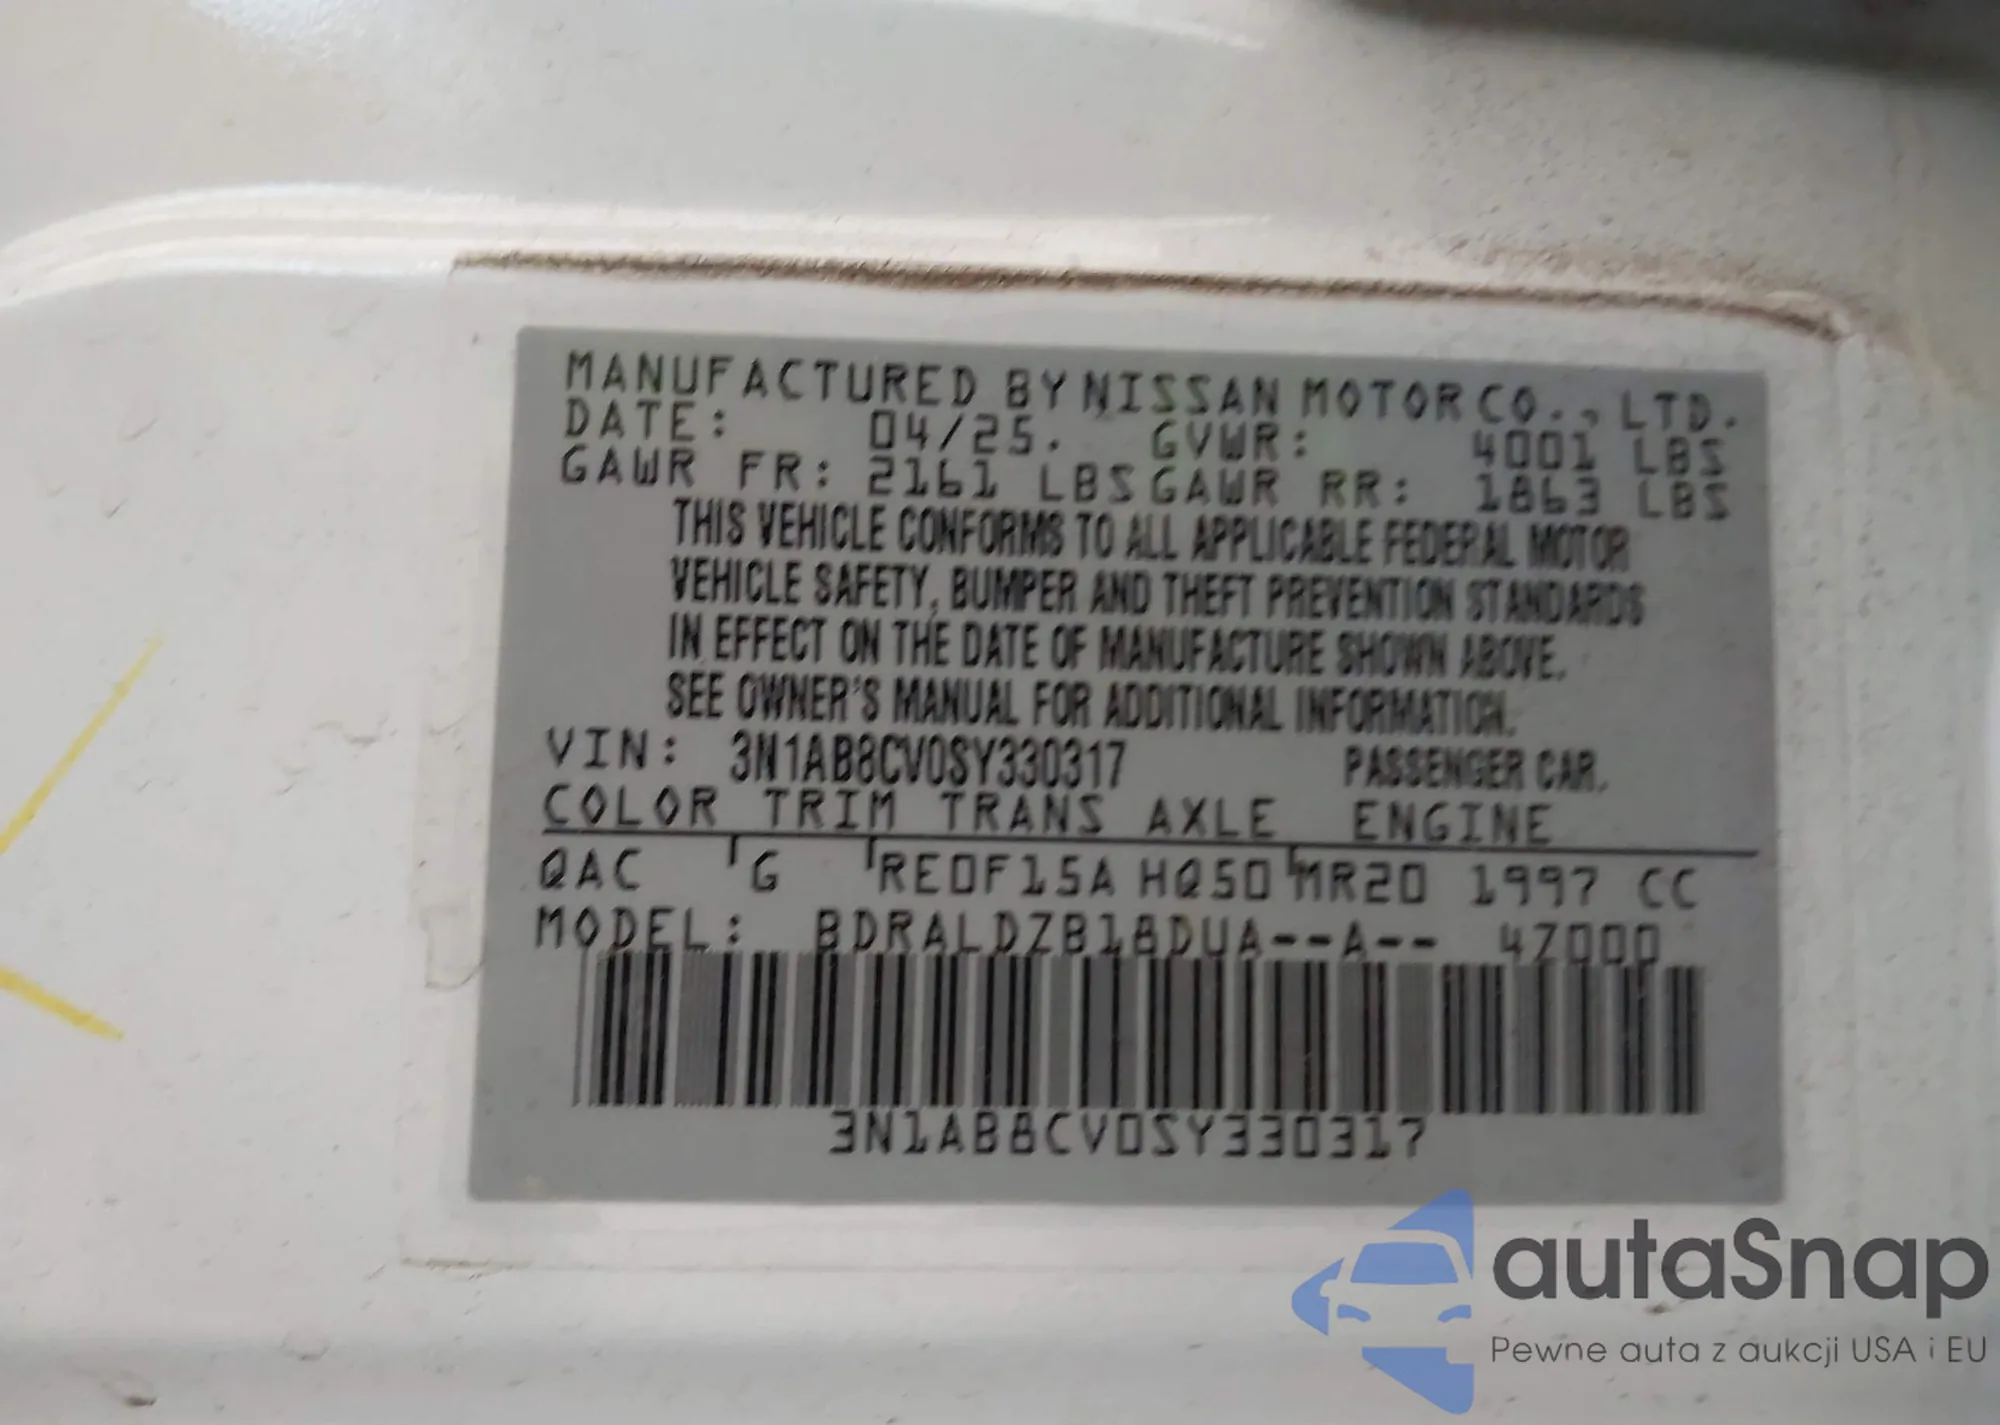 MANUFACTURED BY NISSAN MOTOR CO., LTD.
DATE: 04/25. GVWR: 4001 LBS
GAWR FR: 2161 LBS GAWR RR: 1863 LBS
THIS VEHICLE CONFORMS TO ALL APPLICABLE FEDERAL MOTOR
VEHICLE SAFETY, BUMPER AND THEFT PREVENTION STANDARDS
IN EFFECT ON THE DATE OF MANUFACTURE SHOWN ABOVE.
SEE OWNER'S MANUAL FOR ADDITIONAL INFORMATION.
VIN: 3N1AB8CV0SY330317 PASSENGER CAR.
COLOR TRIM TRANS AXLE ENGINE
QAC G RE0F15A HQ50 MR20 1997 CC
MODEL: BDRALDZB18DUA--A-- 47000
3N1AB8CV0SY330317
autaSnap
Pewne auta z aukcji USA i EU